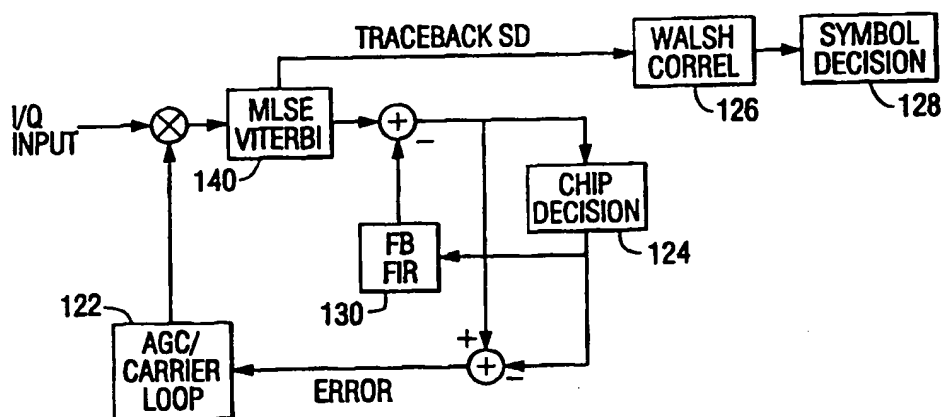 TRACEBACK SD
WALSH
CORREL
126
SYMBOL
DECISION
128
I/Q
INPUT
MLSE
VITERBI
140
+
−
CHIP
DECISION
124
FB
FIR
130
122
AGC/
CARRIER
LOOP
ERROR
+
+
−